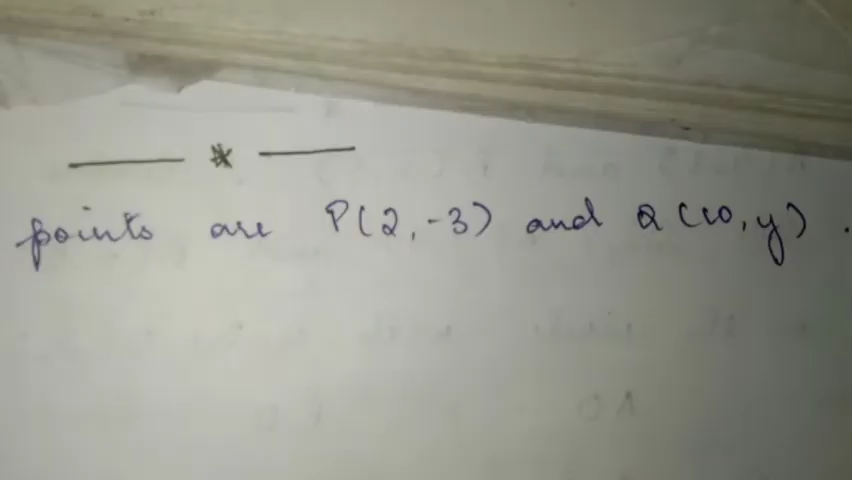 — * —
points are P(2,-3) and Q(10,y).